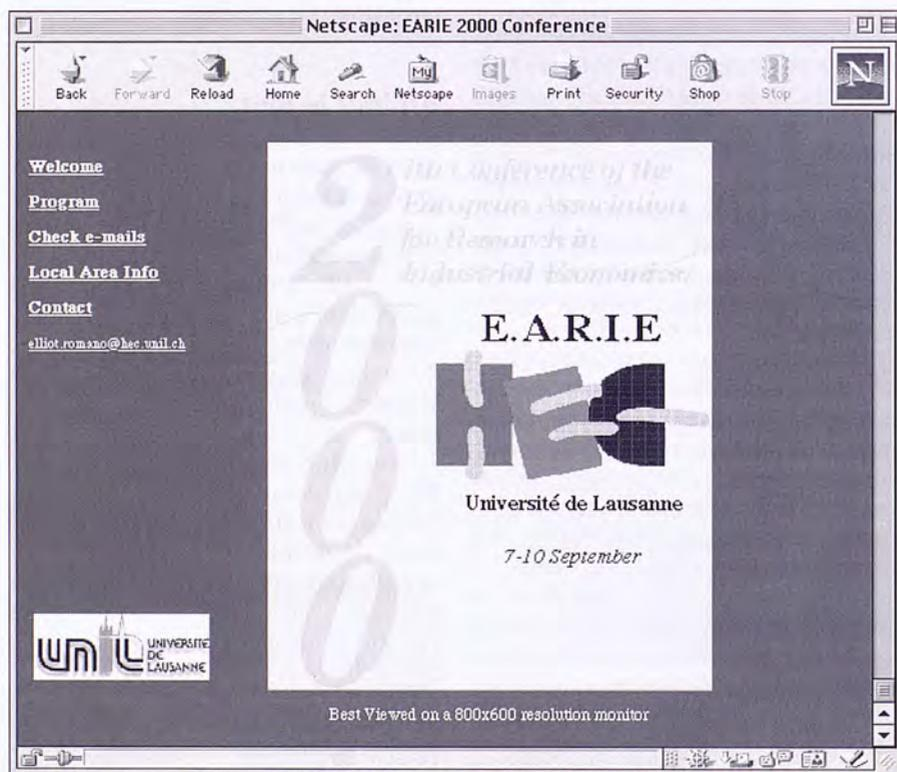 Netscape: EARIE 2000 Conference
Back Forward Reload Home Search My Netscape Images Print Security Shop Stop N
Welcome
Program
Check e-mails
Local Area Info
Contact
elliot.romano@hec.unil.ch
2000
Conference of the
European Association
for Research in
Industrial Economics
E.A.R.I.E
HEC
Université de Lausanne
7-10 September
unil UNIVERSITE
DE
LAUSANNE
Best Viewed on a 800x600 resolution monitor